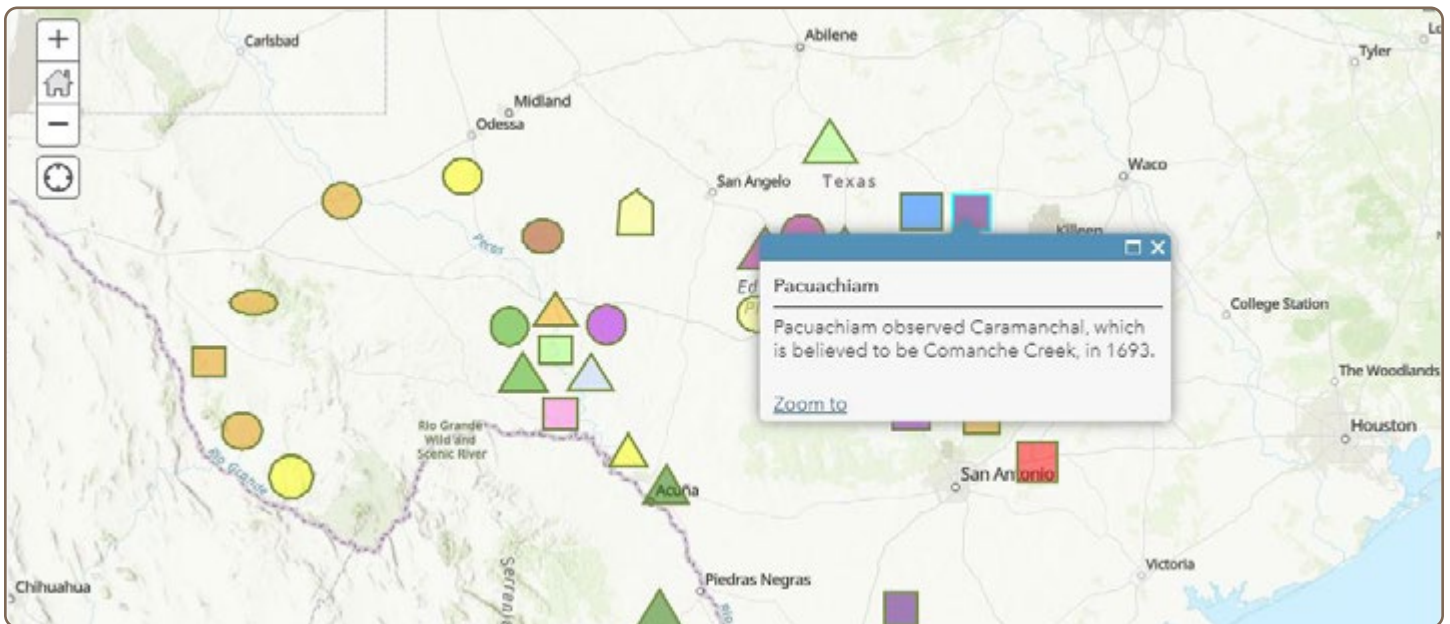 +
−
Carlsbad
Abilene
Tyler
Midland
Odessa
San Angelo
Texas
Waco
Pecos
Killeen
Ed
Pacuachiam
College Station
Pacuachiam observed Caramanchal, which
is believed to be Comanche Creek, in 1693.
The Woodlands
Zoom to
Rio Grande
Wild and
Scenic River
Houston
Rio Grande
San Antonio
Acuña
Victoria
Chihuahua
Piedras Negras
Serran